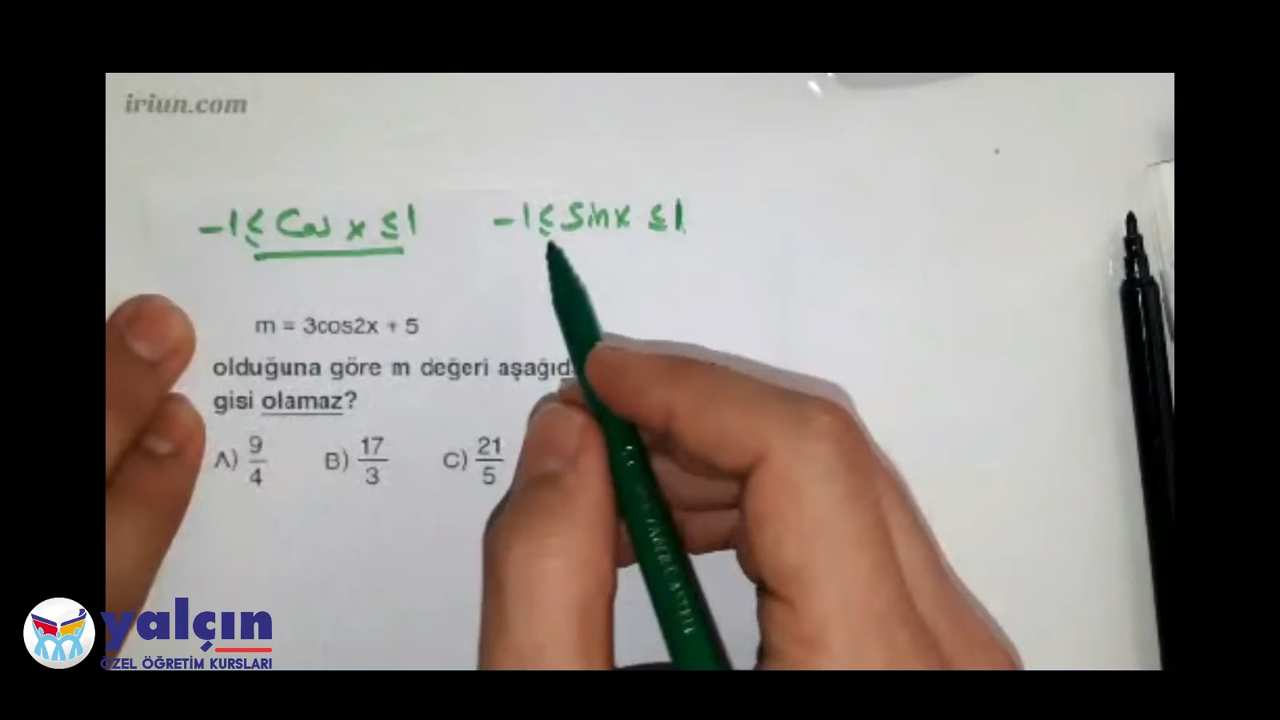 iriun.com
-1 ≤ Cos x ≤ 1 -1 ≤ Sinx ≤ 1
m = 3cos2x + 5
olduğuna göre m değeri
gisi olamaz?
A) 9/4 B) 17/3 C) 21/5
yalçın
ÖZEL ÖĞRETİM KURSLARI